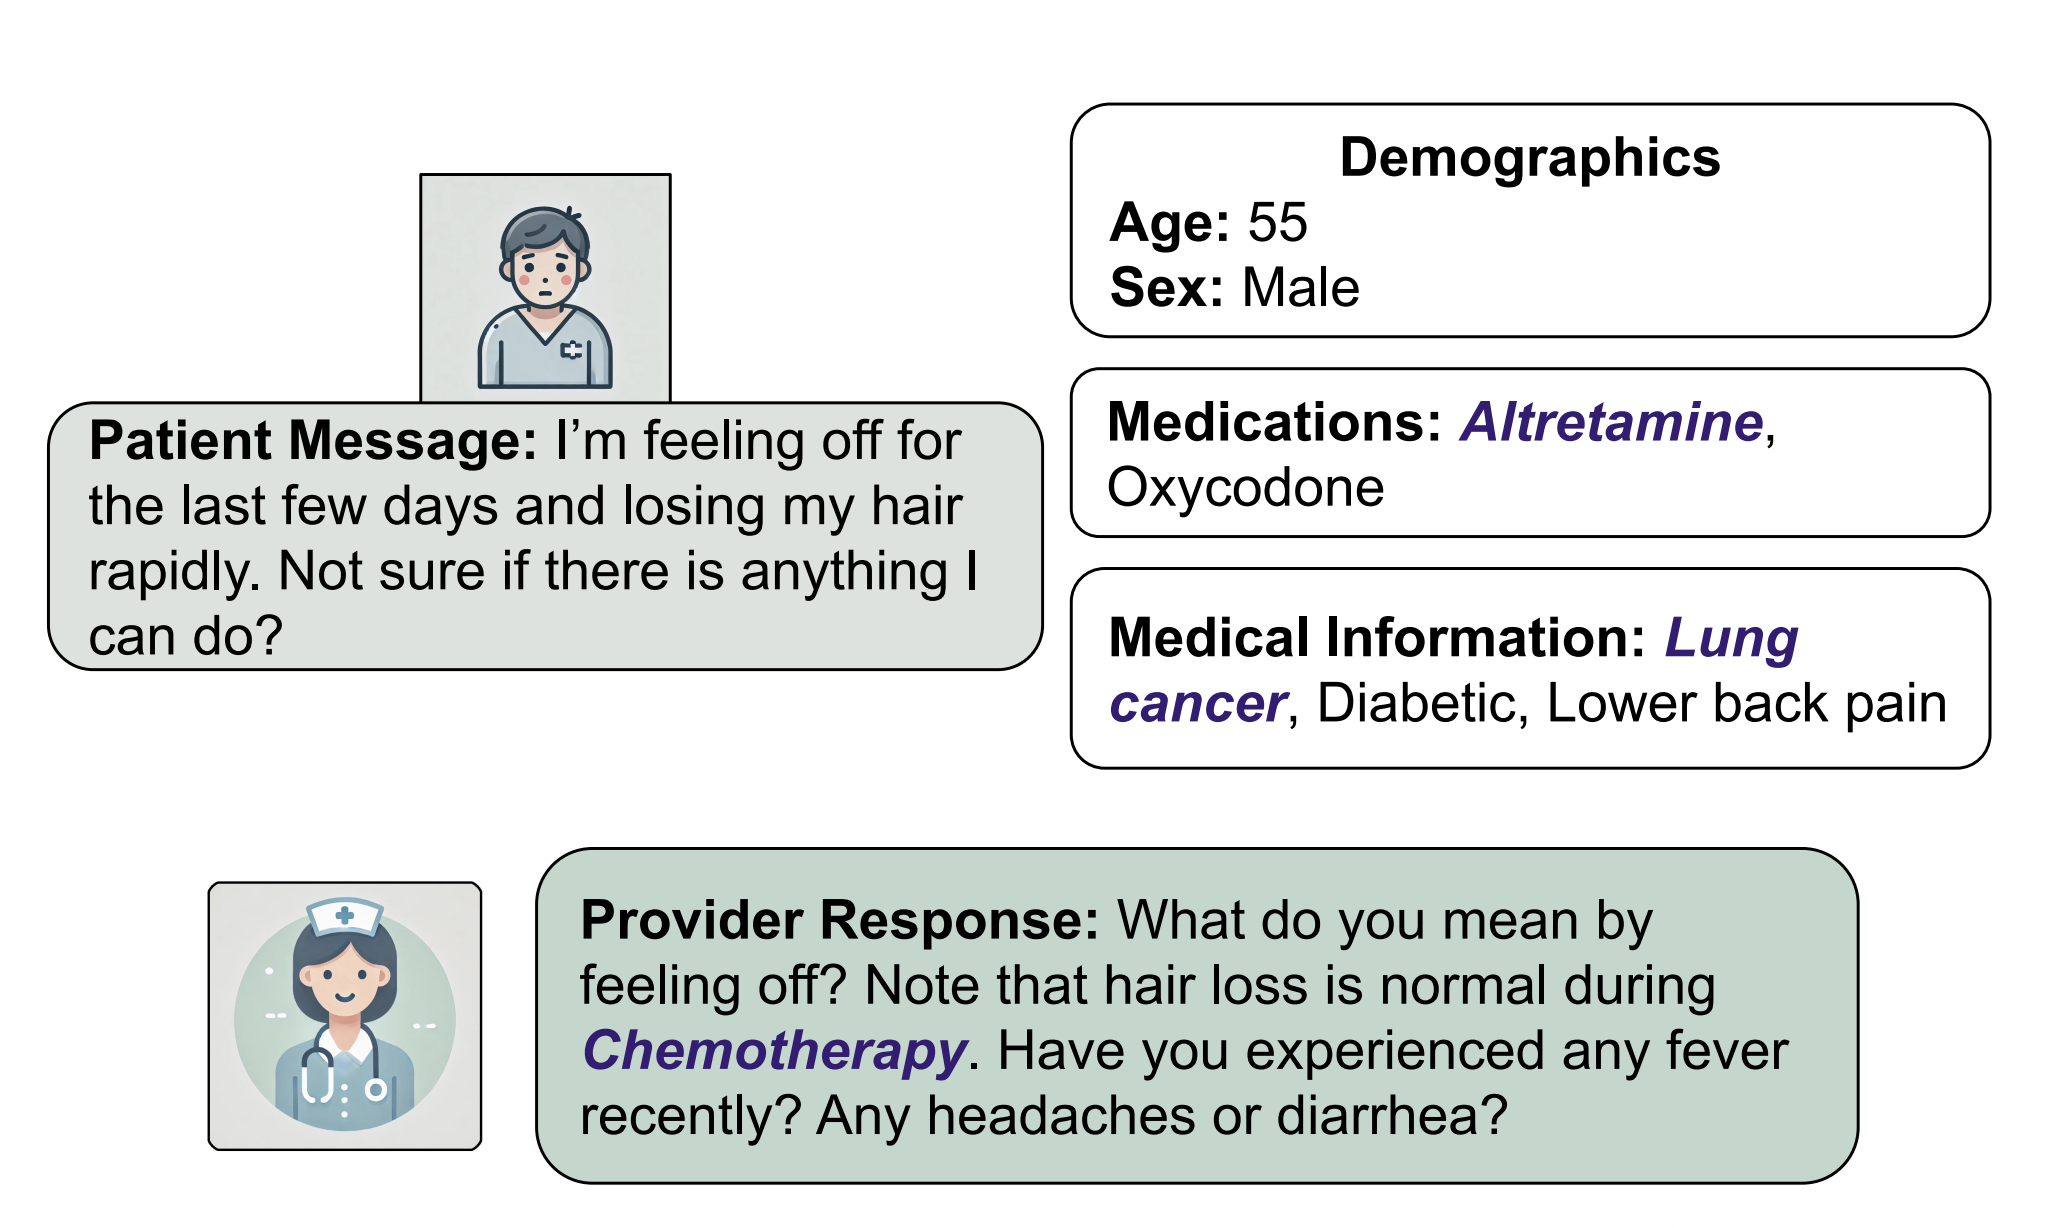 Demographics
Age: 55
Sex: Male
Patient Message: I’m feeling off for
the last few days and losing my hair
rapidly. Not sure if there is anything I
can do?
Medications: Altretamine,
Oxycodone
Medical Information: Lung
cancer, Diabetic, Lower back pain
Provider Response: What do you mean by
feeling off? Note that hair loss is normal during
Chemotherapy. Have you experienced any fever
recently? Any headaches or diarrhea?